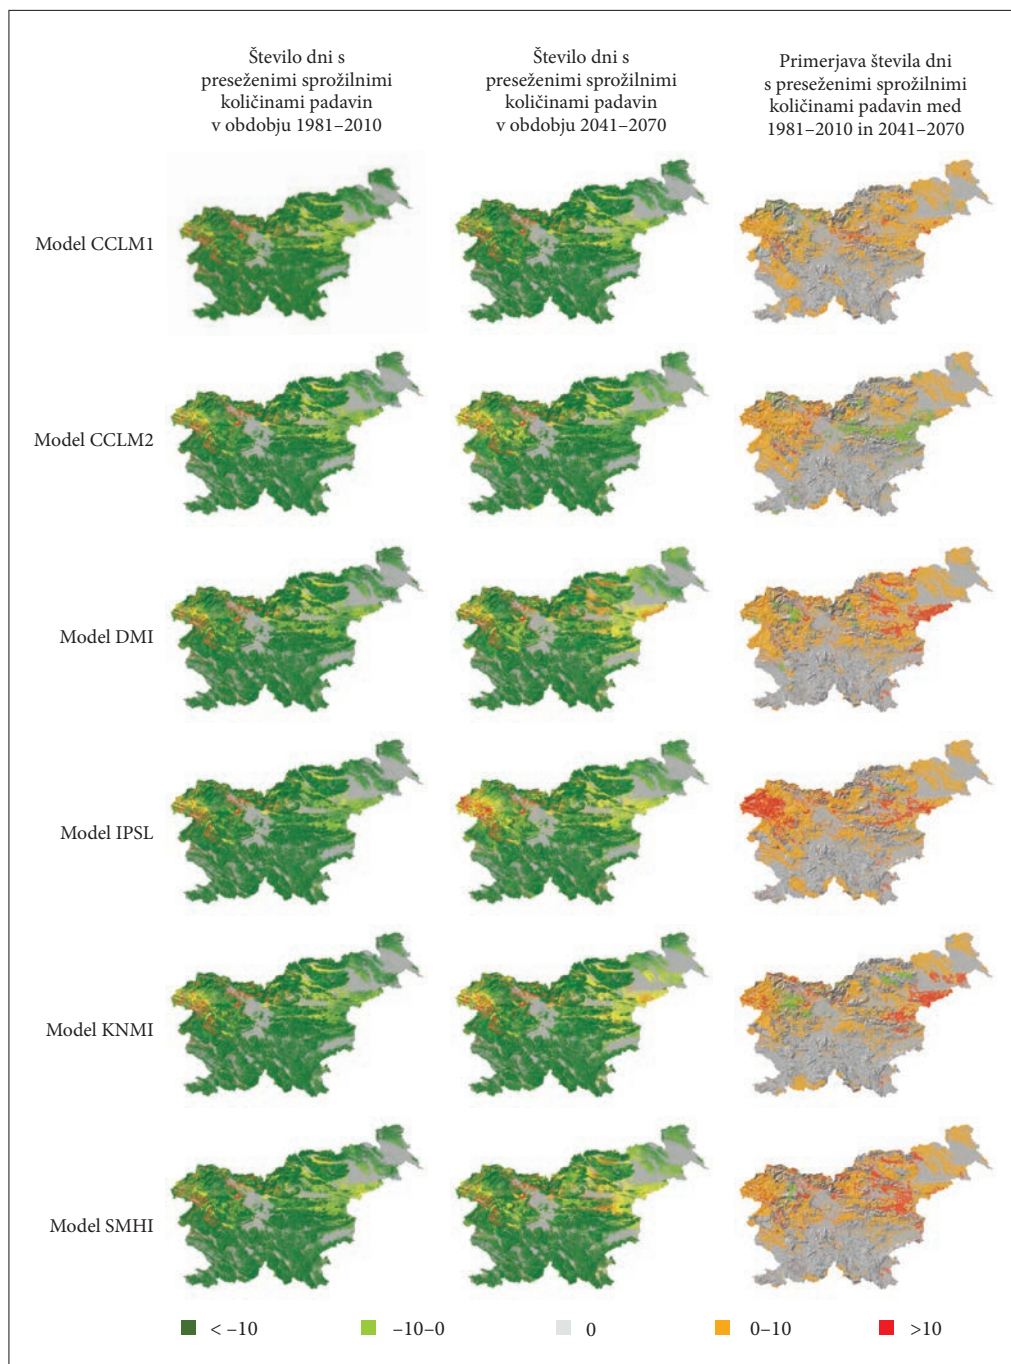 Število dni s
preseženimi sprožilnimi
količinami padavin
v obdobju 1981–2010
Število dni s
preseženimi sprožilnimi
količinami padavin
v obdobju 2041–2070
Primerjava števila dni
s preseženimi sprožilnimi
količinami padavin med
1981–2010 in 2041–2070
Model CCLM1
Model CCLM2
Model DMI
Model IPSL
Model KNMI
Model SMHI
< –10
–10–0
0
0–10
>10